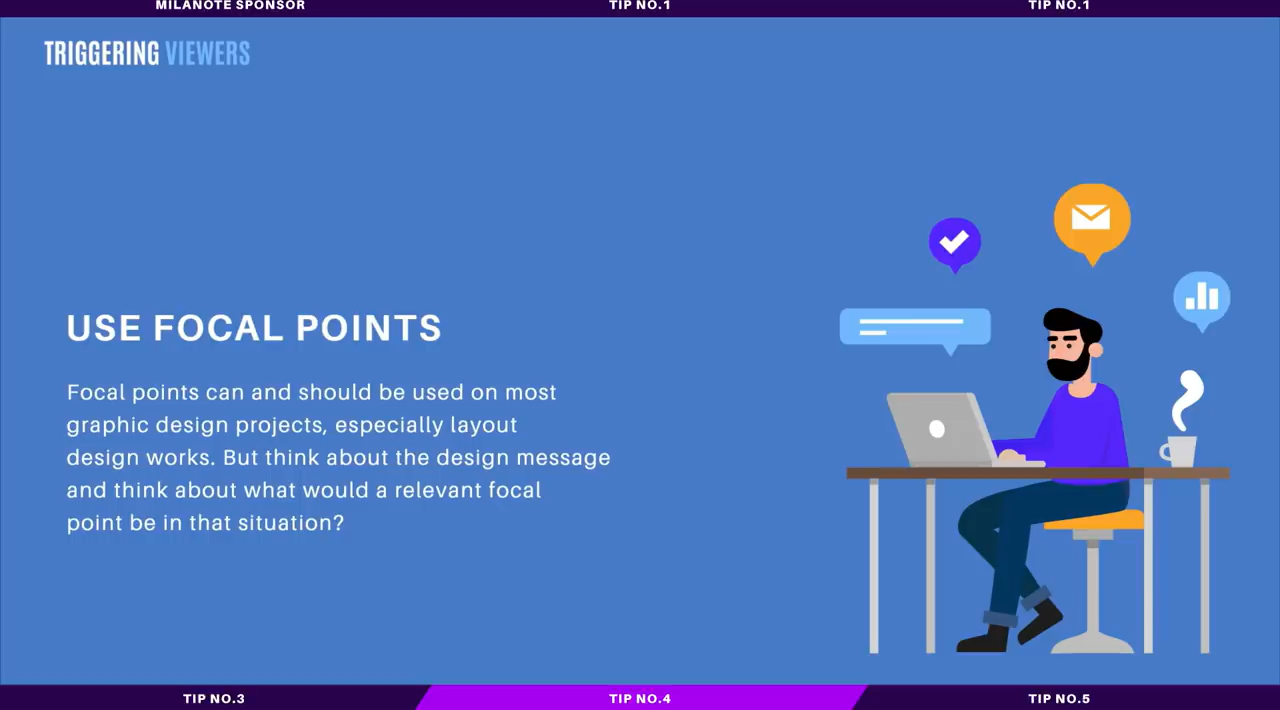 MILANOTE SPONSOR
TIP NO.1
TIP NO.1
TRIGGERING VIEWERS
USE FOCAL POINTS
Focal points can and should be used on most
graphic design projects, especially layout
design works. But think about the design message
and think about what would a relevant focal
point be in that situation?
TIP NO.3
TIP NO.4
TIP NO.5